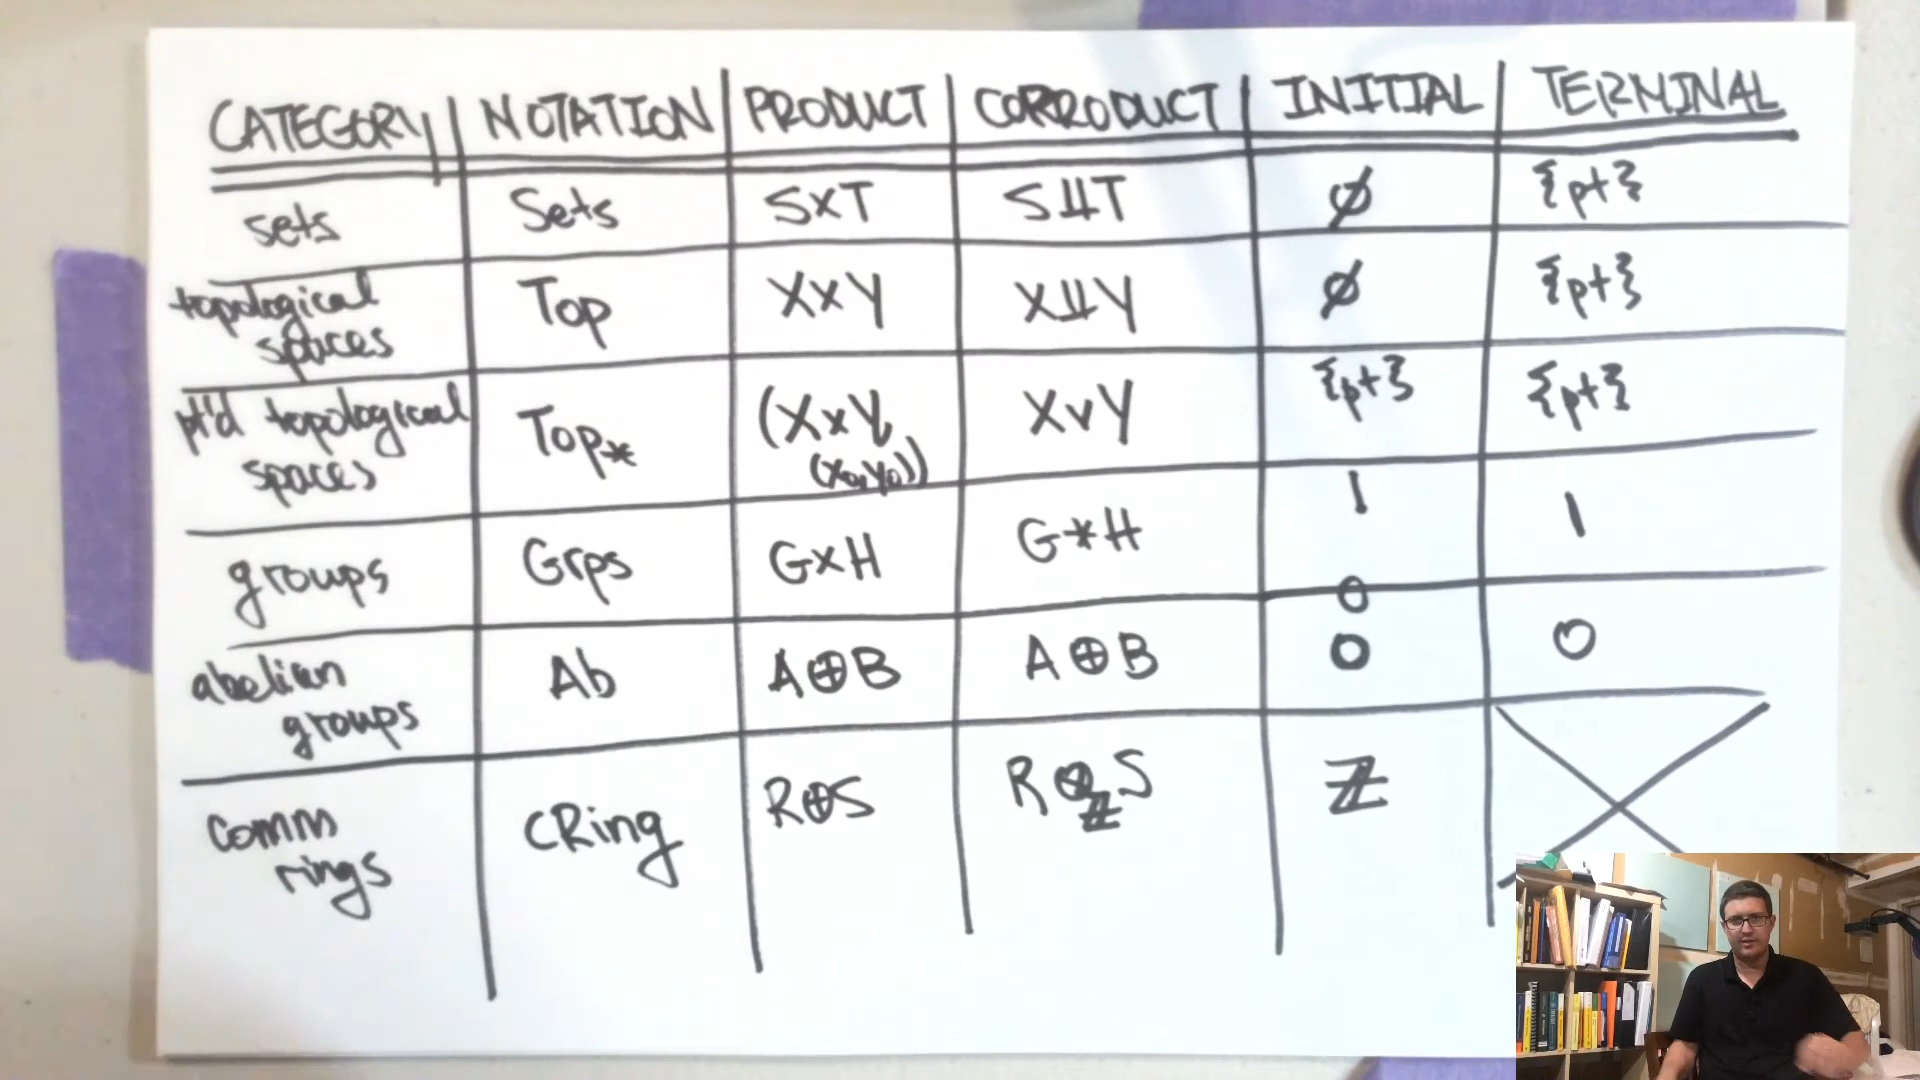 CATEGORY NOTATION PRODUCT COPRODUCT INITIAL TERMINAL
sets Sets S×T S⨿T ∅ {pt}
topological spaces Top X×Y X⨿Y ∅ {pt}
pt'd topological spaces Top* (X×Y, (x₀,y₀)) X∨Y {pt} {pt}
groups Grps G×H G*H 1 1
0
abelian groups Ab A⊕B A⊕B 0 0
comm rings CRing R⊕S R⊗ℤ S ℤ